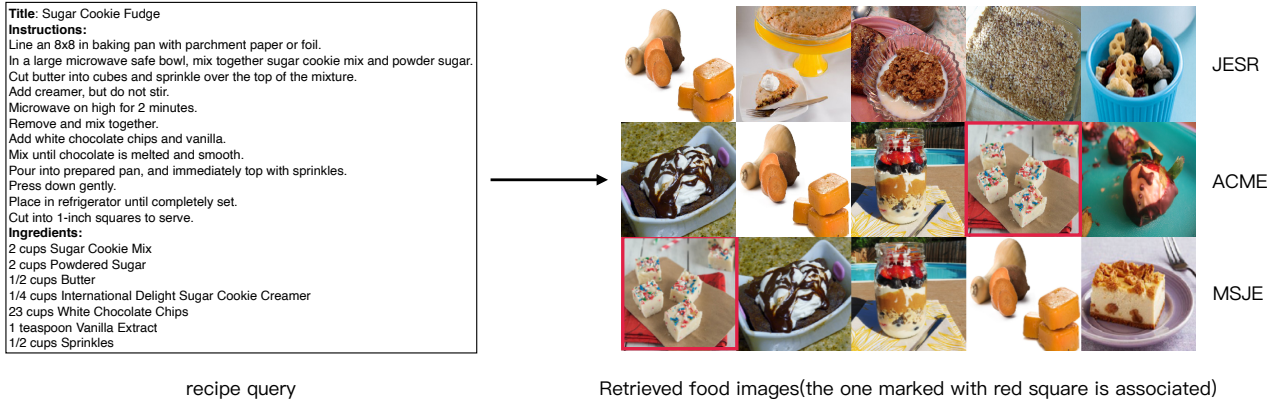 Title: Sugar Cookie Fudge
Instructions:
Line an 8x8 in baking pan with parchment paper or foil.
In a large microwave safe bowl, mix together sugar cookie mix and powder sugar.
Cut butter into cubes and sprinkle over the top of the mixture.
Add creamer, but do not stir.
Microwave on high for 2 minutes.
Remove and mix together.
Add white chocolate chips and vanilla.
Mix until chocolate is melted and smooth.
Pour into prepared pan, and immediately top with sprinkles.
Press down gently.
Place in refrigerator until completely set.
Cut into 1-inch squares to serve.
Ingredients:
2 cups Sugar Cookie Mix
2 cups Powdered Sugar
1/2 cups Butter
1/4 cups International Delight Sugar Cookie Creamer
23 cups White Chocolate Chips
1 teaspoon Vanilla Extract
1/2 cups Sprinkles
recipe query
JESR
ACME
MSJE
Retrieved food images(the one marked with red square is associated)